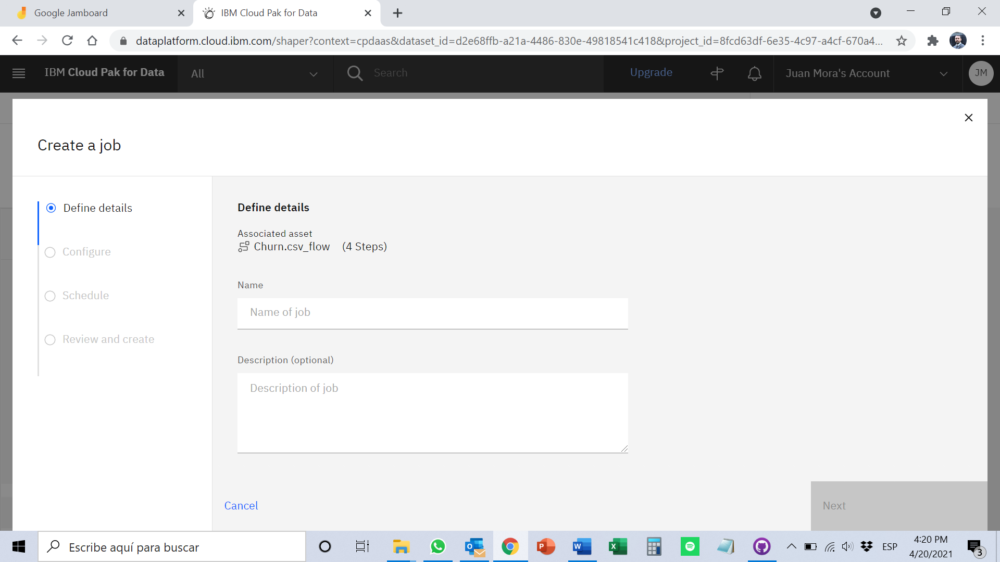 Google Jamboard
IBM Cloud Pak for Data
dataplatform.cloud.ibm.com/shaper?context=cpdaas&dataset_id=d2e68ffb-a21a-4486-830e-49818541c418&project_id=8fcd63df-6e35-4c97-a4cf-670a4...
IBM Cloud Pak for Data
All
Search
Upgrade
Juan Mora's Account
JM
Create a job
Define details
Configure
Schedule
Review and create
Define details
Associated asset
Churn.csv_flow (4 Steps)
Name
Name of job
Description (optional)
Description of job
Cancel
Next
Escribe aquí para buscar
ESP
4:20 PM
4/20/2021
3